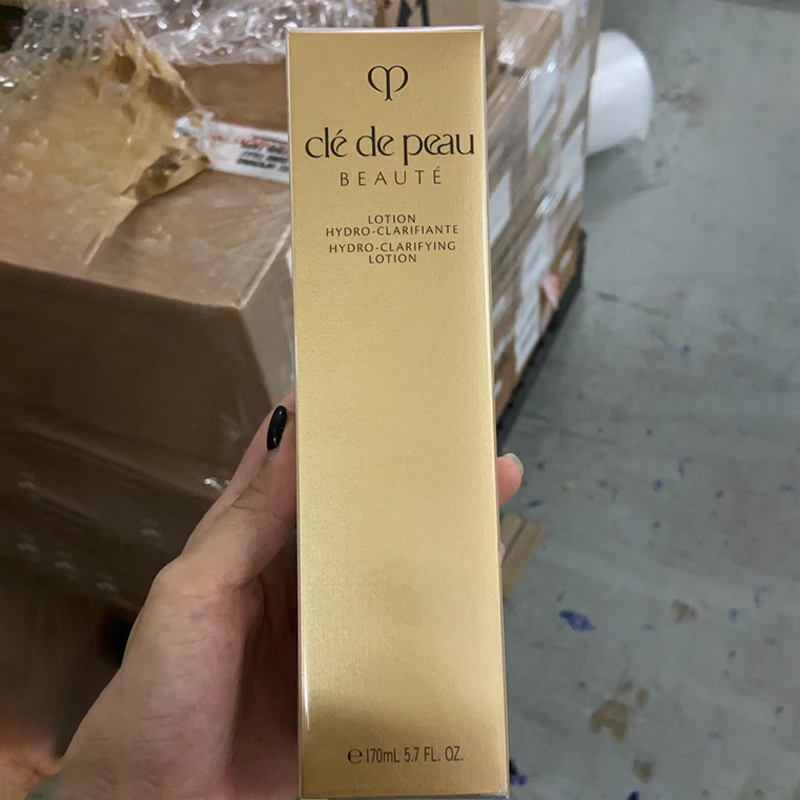 clé de peau
BEAUTÉ
LOTION
HYDRO-CLARIFIANTE
HYDRO-CLARIFYING
LOTION
℮170mL 5.7 FL. OZ.